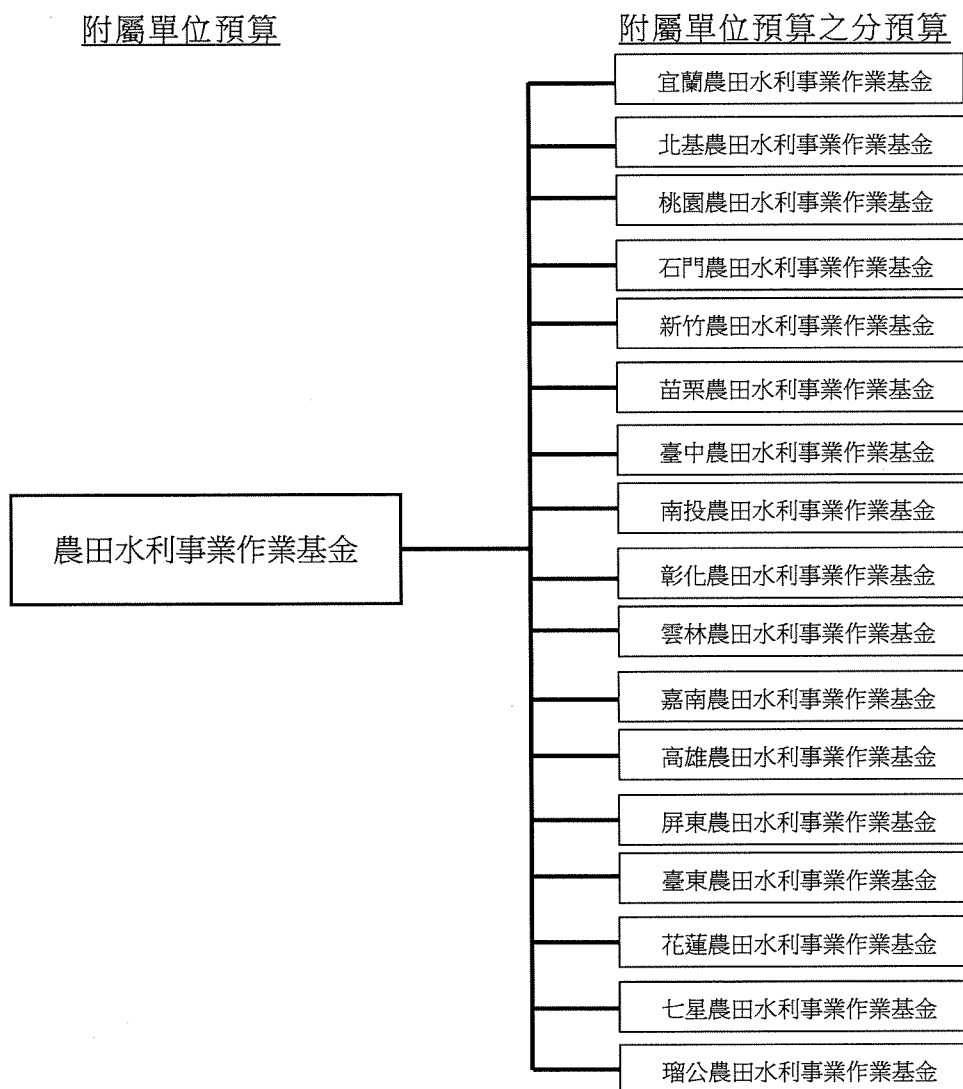 附屬單位預算
附屬單位預算之分預算
農田水利事業作業基金
宜蘭農田水利事業作業基金
北基農田水利事業作業基金
桃園農田水利事業作業基金
石門農田水利事業作業基金
新竹農田水利事業作業基金
苗栗農田水利事業作業基金
臺中農田水利事業作業基金
南投農田水利事業作業基金
彰化農田水利事業作業基金
雲林農田水利事業作業基金
嘉南農田水利事業作業基金
高雄農田水利事業作業基金
屏東農田水利事業作業基金
臺東農田水利事業作業基金
花蓮農田水利事業作業基金
七星農田水利事業作業基金
瑠公農田水利事業作業基金